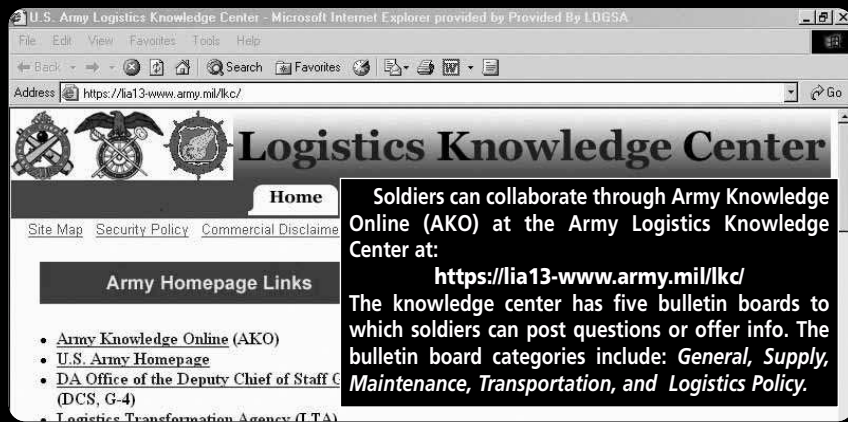 U.S. Army Logistics Knowledge Center - Microsoft Internet Explorer provided by Provided By LOGSA
File Edit View Favorites Tools Help
Back Search Favorites
Address https://lia13-www.army.mil/lkc/ Go
Logistics Knowledge Center
Home
Site Map Security Policy Commercial Disclaime
Army Homepage Links
• Army Knowledge Online (AKO)
• U.S. Army Homepage
• DA Office of the Deputy Chief of Staff G
(DCS, G-4)
• Logistics Transformation Agency (LTA)
Soldiers can collaborate through Army Knowledge
Online (AKO) at the Army Logistics Knowledge
Center at:
https://lia13-www.army.mil/lkc/
The knowledge center has five bulletin boards to
which soldiers can post questions or offer info. The
bulletin board categories include: General, Supply,
Maintenance, Transportation, and Logistics Policy.